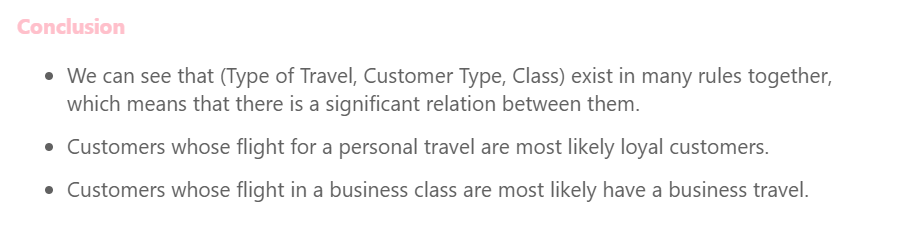 Conclusion
• We can see that (Type of Travel, Customer Type, Class) exist in many rules together,
which means that there is a significant relation between them.
• Customers whose flight for a personal travel are most likely loyal customers.
• Customers whose flight in a business class are most likely have a business travel.